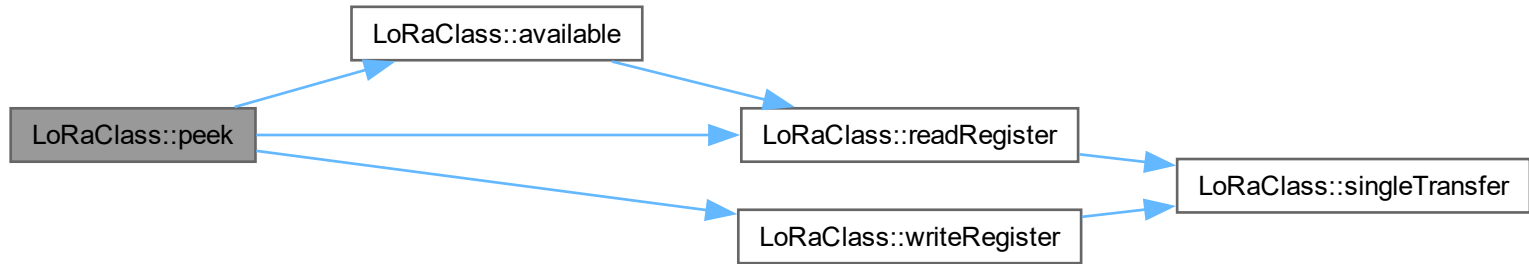 LoRaClass::available
LoRaClass::peek
LoRaClass::readRegister
LoRaClass::singleTransfer
LoRaClass::writeRegister